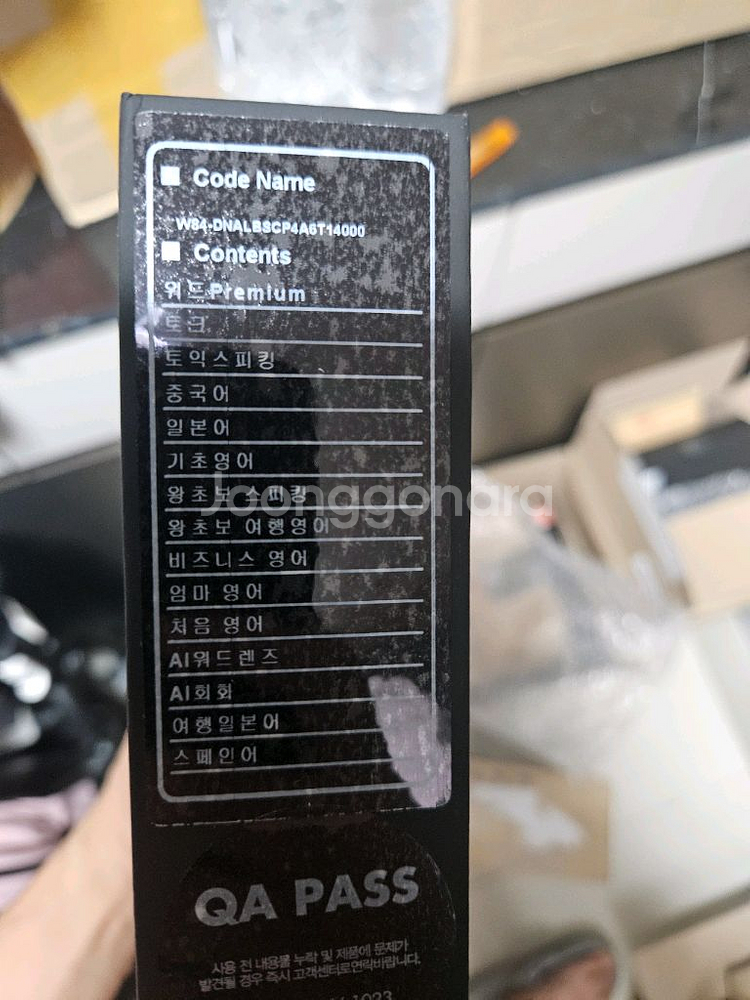 ■ Code Name
W84-DNALBSCP4A6T14000
■ Contents
워드Premium
토크
토익스피킹
중국어
일본어
기초영어
왕초보 스피킹
Joonggonara
왕초보 여행영어
비즈니스 영어
엄마 영어
처음 영어
AI워드렌즈
AI회화
여행일본어
스페인어
QA PASS
사용 전 내용물 누락 및 제품에 문제가
발견될 경우 즉시 고객센터로연락바랍니다.
1023